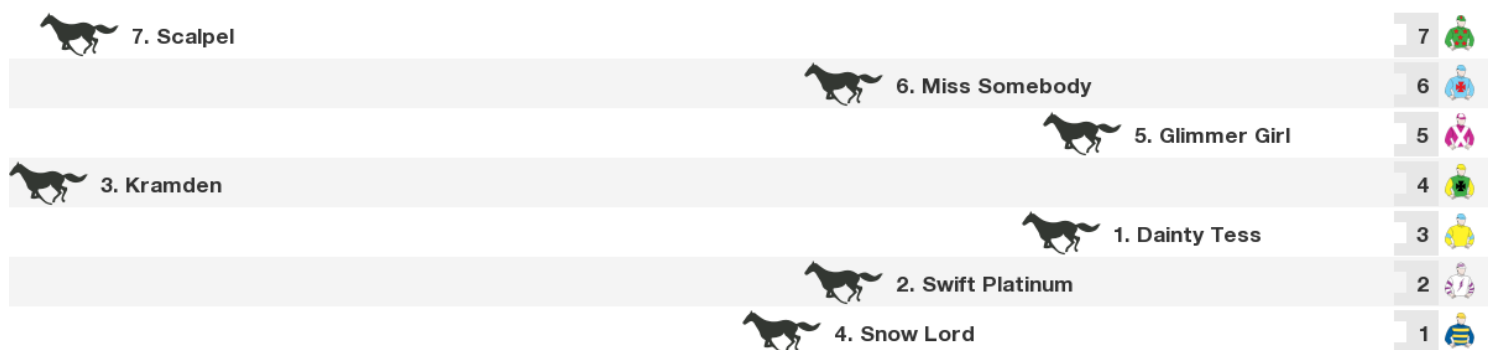 7. Scalpel 7
6. Miss Somebody 6
5. Glimmer Girl 5
3. Kramden 4
1. Dainty Tess 3
2. Swift Platinum 2
4. Snow Lord 1